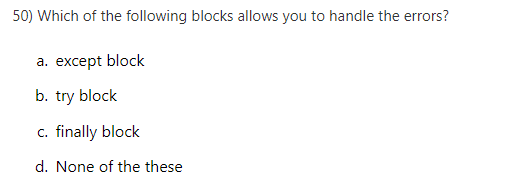 50) Which of the following blocks allows you to handle the errors?
a. except block
b. try block
c. finally block
d. None of the these